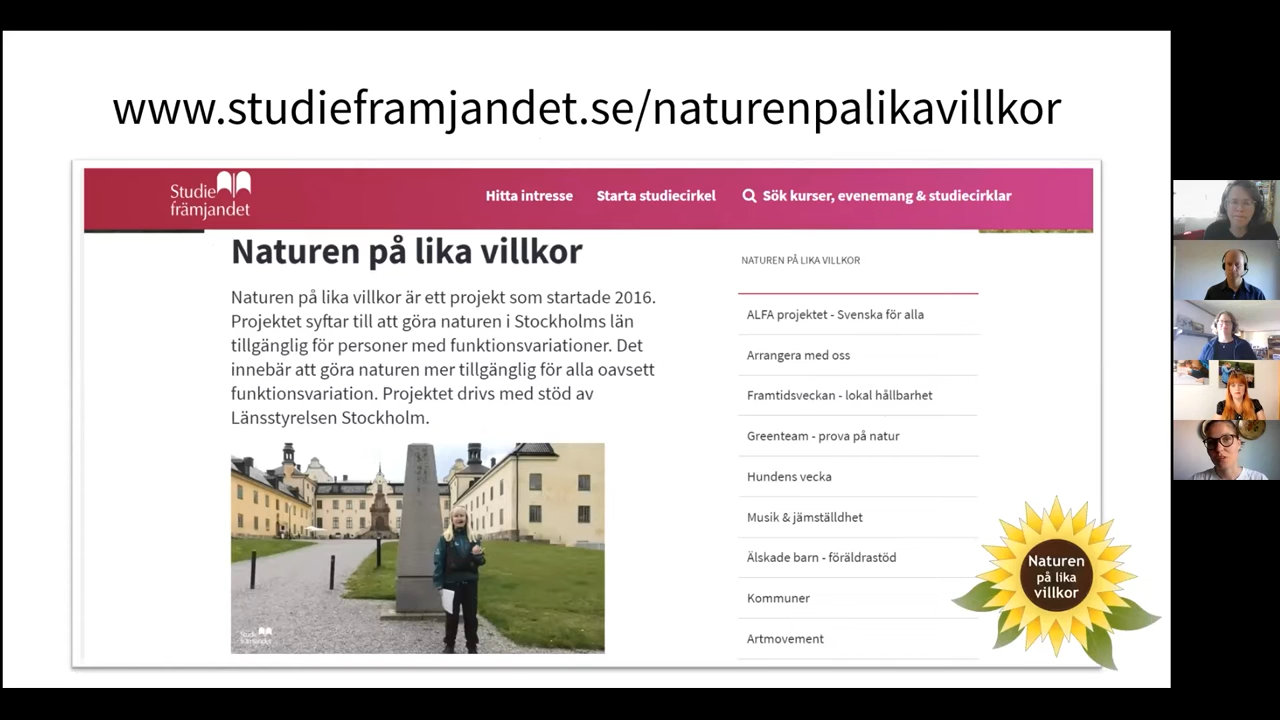 www.studieframjandet.se/naturenpalikavillkor
Studie
främjandet
Hitta intresse
Starta studiecirkel
Sök kurser, evenemang & studiecirklar
Naturen på lika villkor
Naturen på lika villkor är ett projekt som startade 2016.
Projektet syftar till att göra naturen i Stockholms län
tillgänglig för personer med funktionsvariationer. Det
innebär att göra naturen mer tillgänglig för alla oavsett
funktionsvariation. Projektet drivs med stöd av
Länsstyrelsen Stockholm.
Studie
främjandet
NATUREN PÅ LIKA VILLKOR
ALFA projektet - Svenska för alla
Arrangera med oss
Framtidsveckan - lokal hållbarhet
Greenteam - prova på natur
Hundens vecka
Musik & jämställdhet
Älskade barn - föräldrastöd
Kommuner
Artmovement
Naturen
på lika
villkor